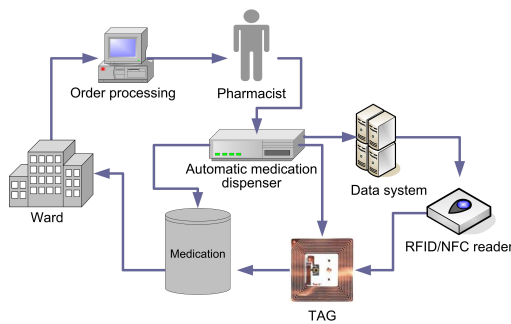 Order processing
Pharmacist
Automatic medication
dispenser
Data system
Ward
Medication
RFID/NFC reader
TAG